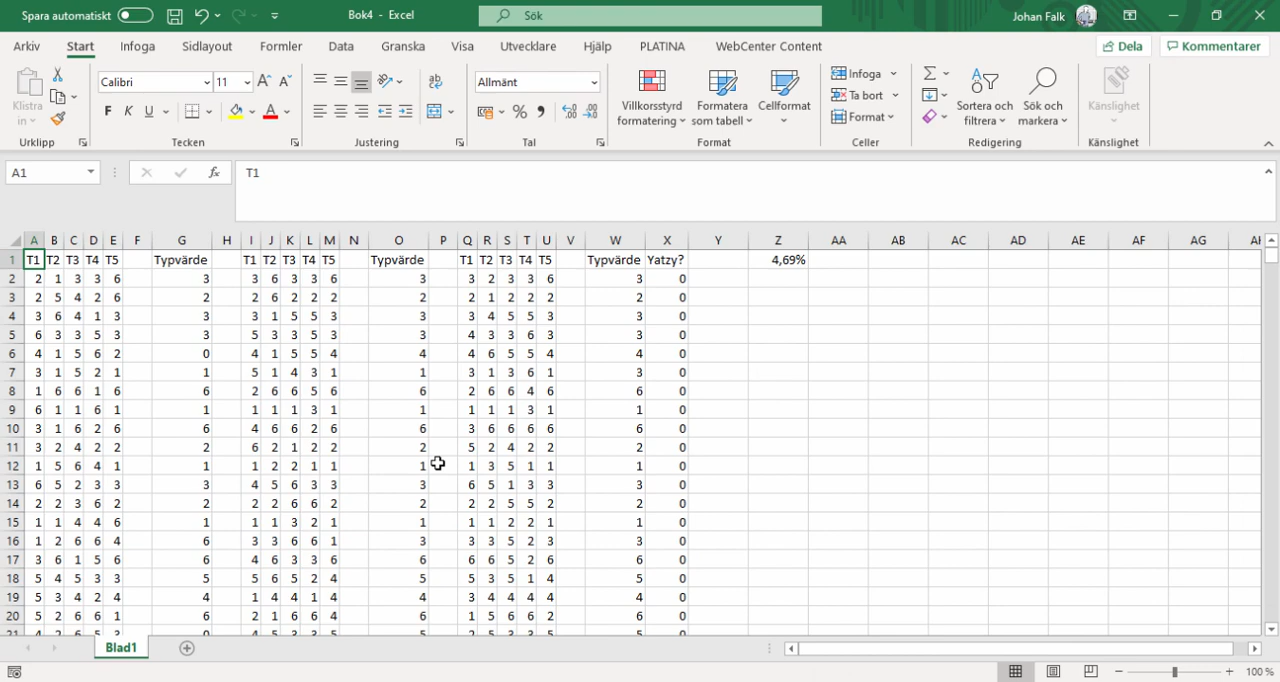 Spara automatiskt Bok4 - Excel Sök Johan Falk
Arkiv Start Infoga Sidlayout Formler Data Granska Visa Utvecklare Hjälp PLATINA WebCenter Content Dela Kommentarer
Klistra in Calibri 11 Allmänt Villkorsstyrd formatering Formatera som tabell Cellformat Infoga Ta bort Format Sortera och filtrera Sök och markera Känslighet
F K U
Urklipp Tecken Justering Tal Format Celler Redigering Känslighet
A1 fx T1
A B C D E F G H I J K L M N O P Q R S T U V W X Y Z AA AB AC AD AE AF AG AH
1 T1 T2 T3 T4 T5 Typvärde T1 T2 T3 T4 T5 Typvärde T1 T2 T3 T4 T5 Typvärde Yatzy? 4,69%
2 2 1 3 3 6 3 3 6 3 3 6 3 3 2 3 3 6 3 0
3 2 5 4 2 6 2 2 6 2 2 2 2 2 1 2 2 2 2 0
4 3 6 4 1 3 3 3 1 5 5 3 3 3 4 5 5 3 3 0
5 6 3 3 5 3 3 5 3 3 5 3 3 4 3 3 6 3 3 0
6 4 1 5 6 2 0 4 1 5 5 4 4 4 6 5 5 4 4 0
7 3 1 5 2 1 1 5 1 4 3 1 1 3 1 3 6 1 3 0
8 1 6 6 1 6 6 2 6 6 5 6 6 2 6 6 4 6 6 0
9 6 1 1 6 1 1 1 1 1 3 1 1 1 1 1 3 1 1 0
10 3 1 6 2 6 6 4 6 6 2 6 6 3 6 6 6 6 6 0
11 3 2 4 2 2 2 6 2 1 2 2 2 5 2 4 2 2 2 0
12 1 5 6 4 1 1 1 2 2 1 1 1 1 3 5 1 1 1 0
13 6 5 2 3 3 3 4 5 6 3 3 3 6 5 1 3 3 3 0
14 2 2 3 6 2 2 2 2 6 6 2 2 2 2 5 5 2 2 0
15 1 1 4 4 6 1 1 1 3 2 1 1 1 1 2 2 1 1 0
16 1 2 6 6 4 6 3 3 6 6 1 3 3 3 5 2 3 3 0
17 3 6 1 5 6 6 4 6 3 3 6 6 6 6 5 2 6 6 0
18 5 4 5 3 3 5 5 6 5 2 4 5 5 3 5 1 4 5 0
19 5 3 4 2 4 4 1 4 4 1 4 4 3 4 4 4 4 4 0
20 5 2 6 6 1 6 2 1 6 6 4 6 1 5 6 6 2 6 0
21 4 2 6 5 3 0 4 5 3 3 5 5 2 5 3 3 5 5 0
Blad1
100 %